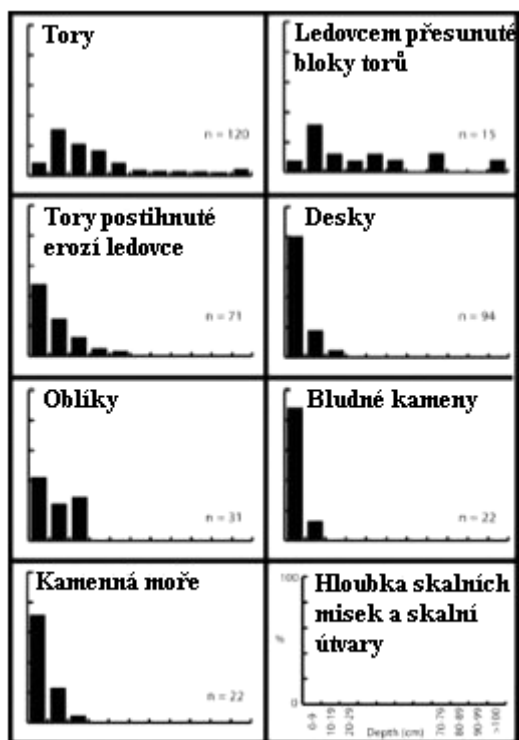 Tory
n = 120
Ledovcem přesunuté
bloky torů
n = 15
Tory postihnuté
erozí ledovce
n = 71
Desky
n = 94
Oblíky
n = 31
Bludné kameny
n = 22
Kamenná moře
n = 22
Hloubka skalních
misek a skalní
útvary
100
%
0
0-9
10-19
20-29
70-79
80-89
90-99
>100
Depth (cm)